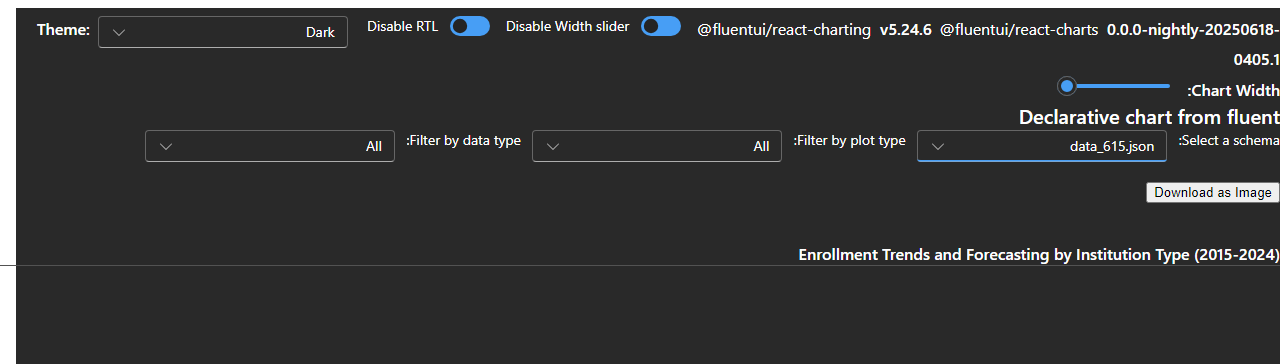 Theme: Dark Disable RTL Disable Width slider @fluentui/react-charting v5.24.6 @fluentui/react-charts 0.0.0-nightly-20250618-
0405.1
:Chart Width
Declarative chart from fluent
:Select a schema data_615.json :Filter by plot type All :Filter by data type All
Download as Image
Enrollment Trends and Forecasting by Institution Type (2015-2024)